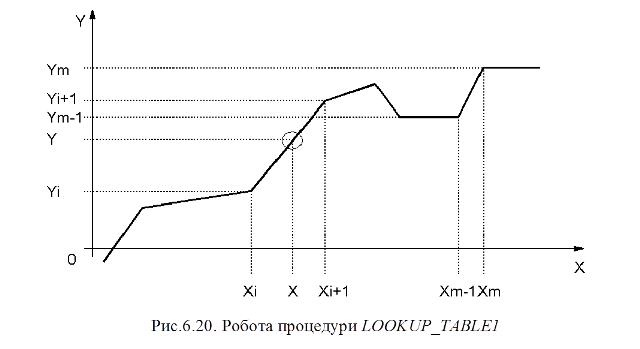 Y
Ym
Yi+1
Ym-1
Y
Yi
0
X
Xi X Xi+1 Xm-1 Xm
Рис.6.20. Робота процедури LOOKUP_TABLE1